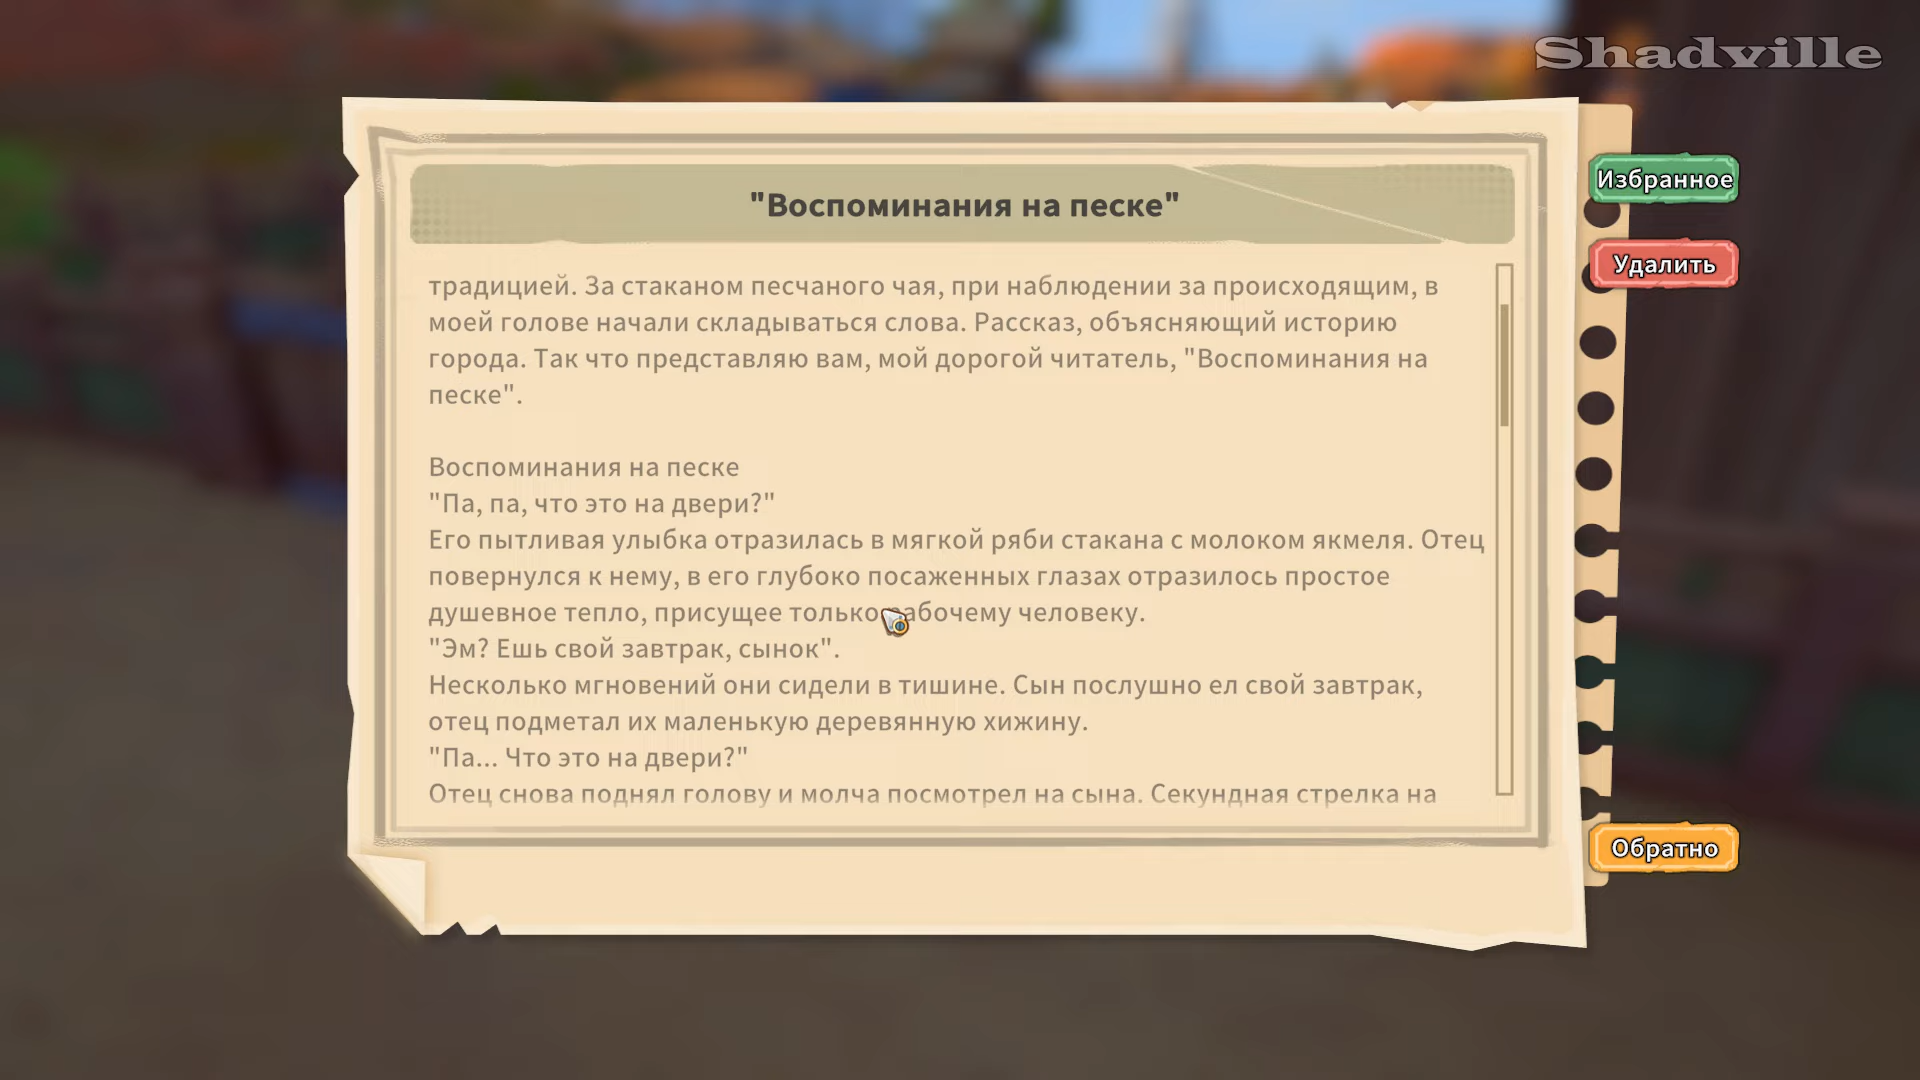 Shadville
"Воспоминания на песке"
Избранное
Удалить
традицией. За стаканом песчаного чая, при наблюдении за происходящим, в
моей голове начали складываться слова. Рассказ, объясняющий историю
города. Так что представляю вам, мой дорогой читатель, "Воспоминания на
песке".
Воспоминания на песке
"Па, па, что это на двери?"
Его пытливая улыбка отразилась в мягкой ряби стакана с молоком якмеля. Отец
повернулся к нему, в его глубоко посаженных глазах отразилось простое
душевное тепло, присущее только рабочему человеку.
"Эм? Ешь свой завтрак, сынок".
Несколько мгновений они сидели в тишине. Сын послушно ел свой завтрак,
отец подметал их маленькую деревянную хижину.
"Па... Что это на двери?"
Отец снова поднял голову и молча посмотрел на сына. Секундная стрелка на
Обратно